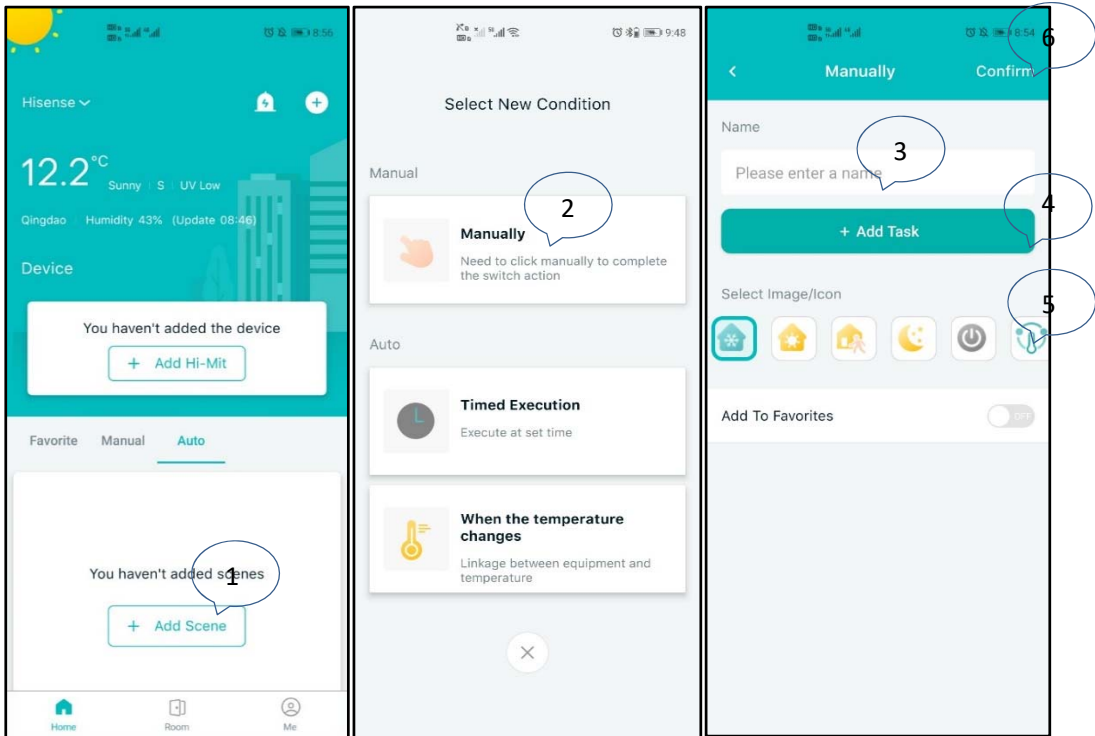 8:56
Hisense
12.2°C
Sunny S UV Low
Qingdao Humidity 43% (Update 08:46)
Device
You haven't added the device
+ Add Hi-Mit
Favorite Manual Auto
You haven't added scenes
1
+ Add Scene
Home Room Me
9:48
Select New Condition
Manual
2
Manually
Need to click manually to complete
the switch action
Auto
Timed Execution
Execute at set time
When the temperature
changes
Linkage between equipment and
temperature
8:54
6
Manually Confirm
Name
3
Please enter a name
4
+ Add Task
Select Image/Icon
5
Add To Favorites OFF